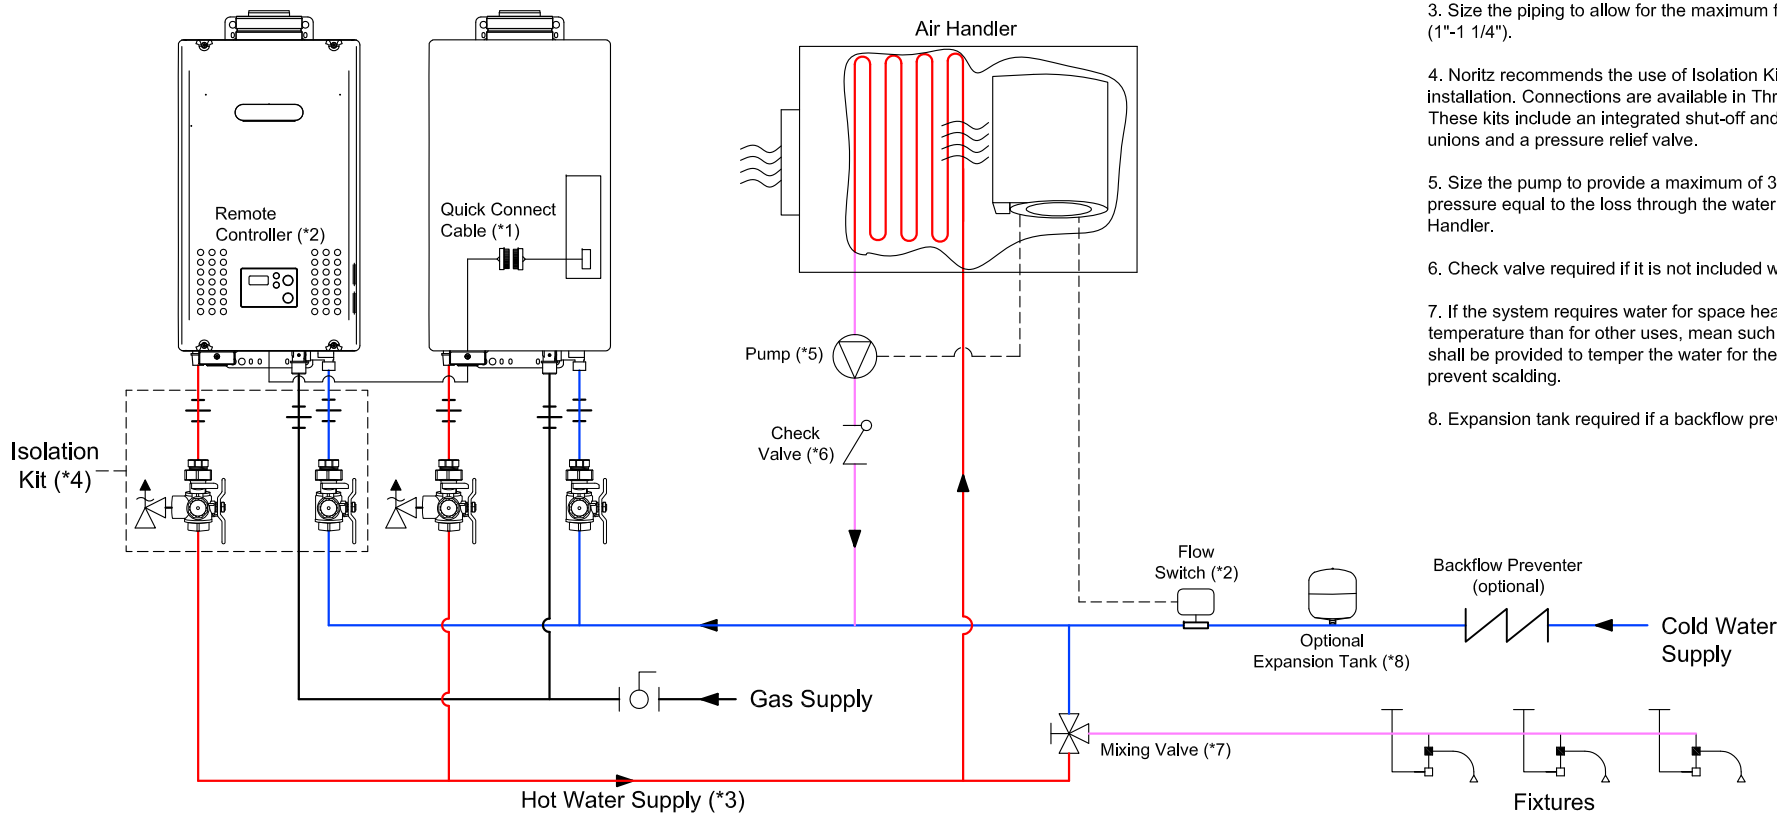 Air Handler
Remote
Controller (*2)
Quick Connect
Cable (*1)
Pump (*5)
Check
Valve (*6)
Isolation
Kit (*4)
Flow
Switch (*2)
Optional
Expansion Tank (*8)
Backflow Preventer
(optional)
Cold Water
Supply
Gas Supply
Mixing Valve (*7)
Hot Water Supply (*3)
Fixtures
3. Size the piping to allow for the maximum f
(1"-1 1/4").
4. Noritz recommends the use of Isolation Ki
installation. Connections are available in Thr
These kits include an integrated shut-off and
unions and a pressure relief valve.
5. Size the pump to provide a maximum of 3
pressure equal to the loss through the water
Handler.
6. Check valve required if it is not included w
7. If the system requires water for space hea
temperature than for other uses, mean such
shall be provided to temper the water for the
prevent scalding.
8. Expansion tank required if a backflow prev